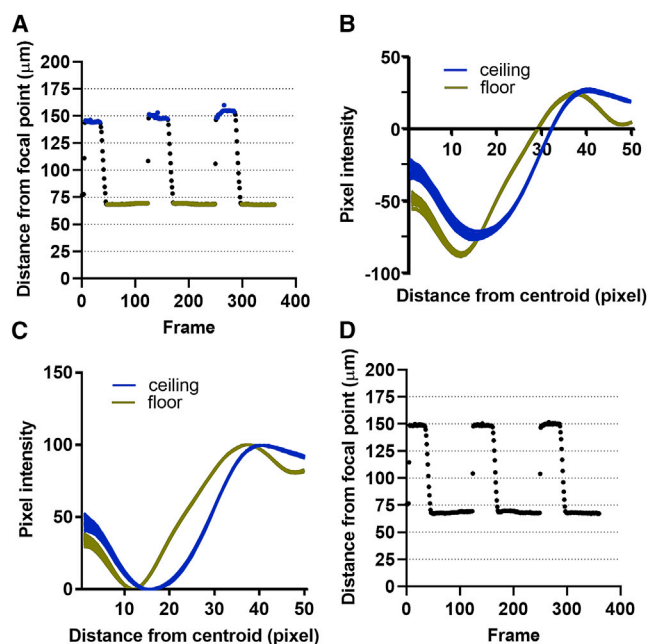 A
Distance from focal point (μm)
200
175
150
125
100
75
50
25
0
0 100 200 300 400
Frame
B
Pixel intensity
50
0
-50
-100
ceiling
floor
10 20 30 40 50
Distance from centroid (pixel)
C
Pixel intensity
150
100
50
0
ceiling
floor
10 20 30 40 50
Distance from centroid (pixel)
D
Distance from focal point (μm)
200
175
150
125
100
75
50
25
0
0 100 200 300 400
Frame